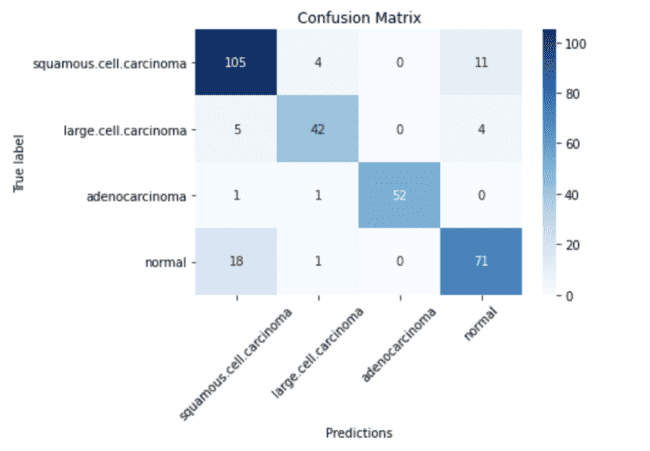 Confusion Matrix
squamous.cell.carcinoma 105 4 0 11
large.cell.carcinoma 5 42 0 4
adenocarcinoma 1 1 52 0
normal 18 1 0 71
True label
squamous.cell.carcinoma
large.cell.carcinoma
adenocarcinoma
normal
Predictions
100
80
60
40
20
0